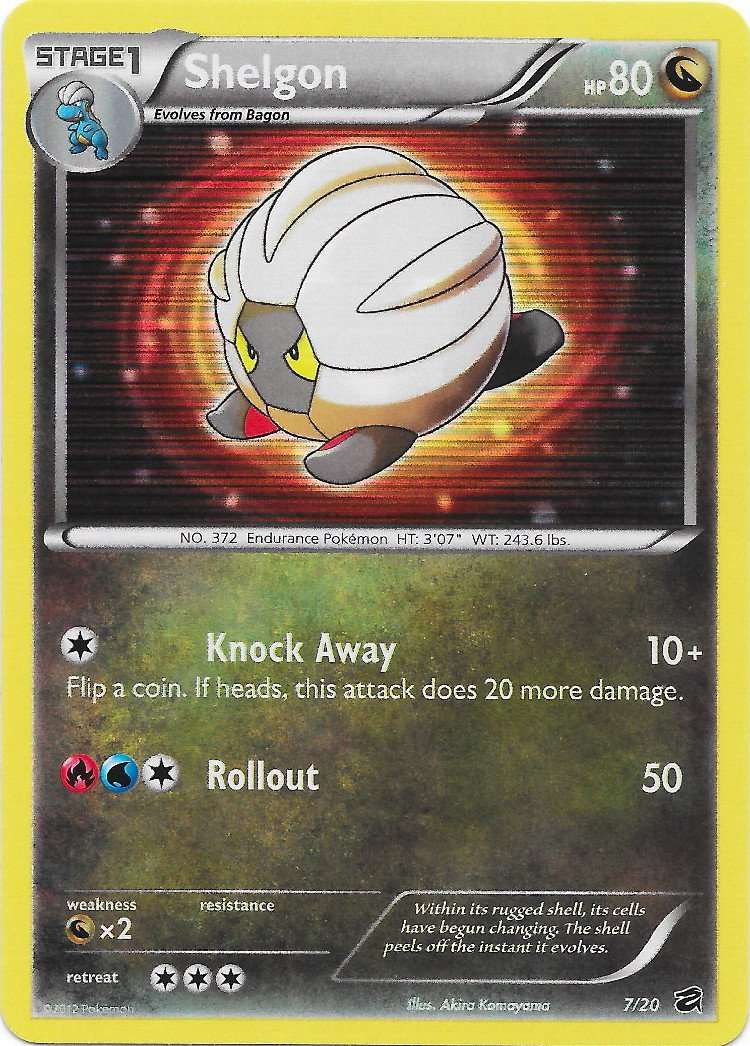 STAGE1
Shelgon
HP80
Evolves from Bagon
NO. 372 Endurance Pokémon HT: 3'07" WT: 243.6 lbs.
Knock Away 10+
Flip a coin. If heads, this attack does 20 more damage.
Rollout 50
weakness resistance
×2
Within its rugged shell, its cells
have begun changing. The shell
peels off the instant it evolves.
retreat
©2012 Pokémon
Illus. Akira Komayama
7/20